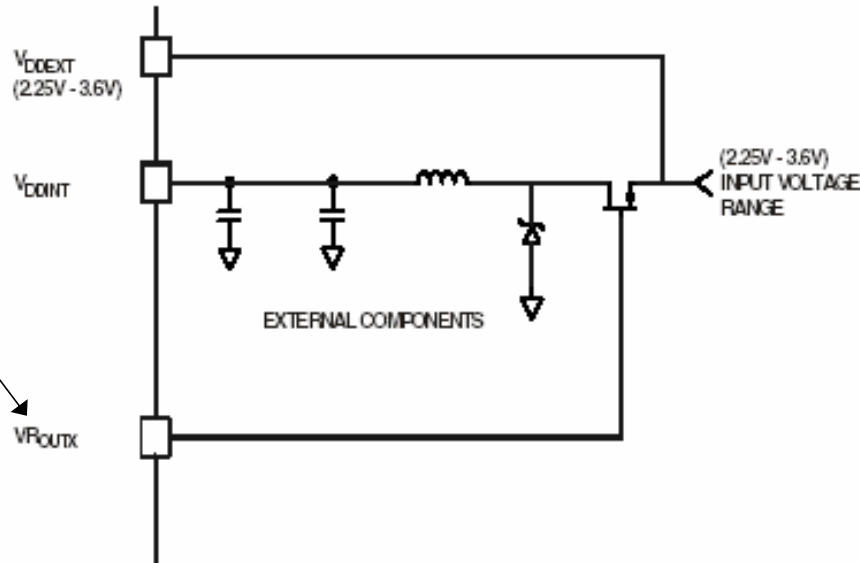 VDDEXT
(2.25V - 3.6V)
(2.25V - 3.6V)
INPUT VOLTAGE
RANGE
VDDINT
EXTERNAL COMPONENTS
VROUTX